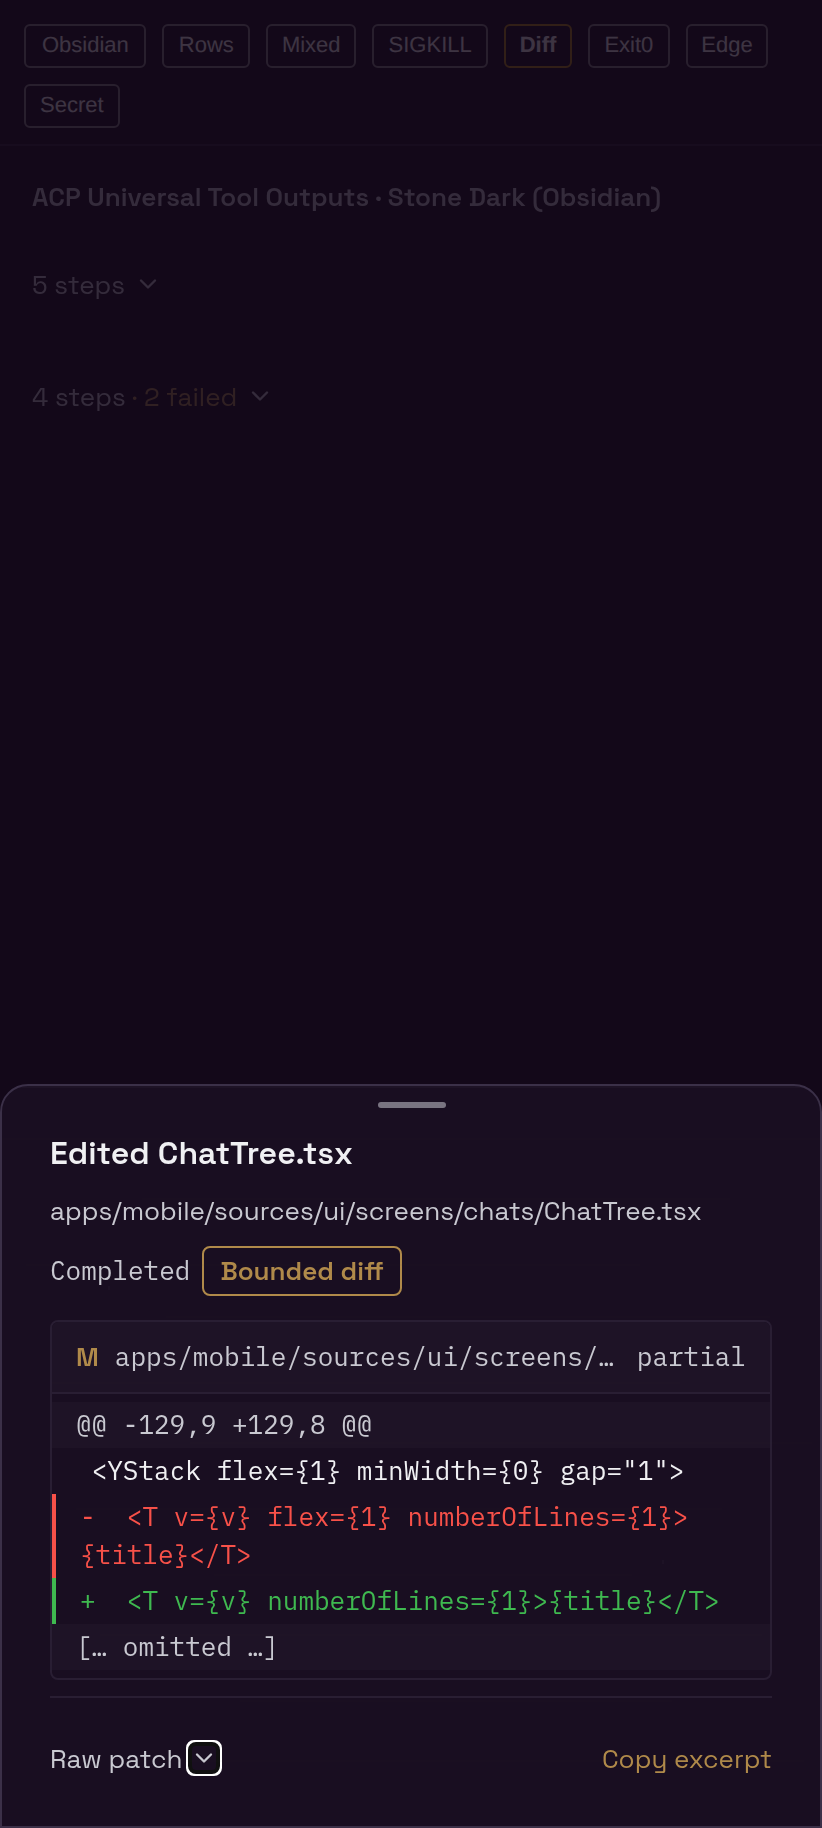 Obsidian Rows Mixed SIGKILL Diff Exit0 Edge
Secret
ACP Universal Tool Outputs · Stone Dark (Obsidian)
5 steps
4 steps · 2 failed
Edited ChatTree.tsx
apps/mobile/sources/ui/screens/chats/ChatTree.tsx
Completed Bounded diff
M apps/mobile/sources/ui/screens/… partial
@@ -129,9 +129,8 @@
<YStack flex={1} minWidth={0} gap="1">
-  <T v={v} flex={1} numberOfLines={1}>
{title}</T>
+  <T v={v} numberOfLines={1}>{title}</T>
[… omitted …]
Raw patch Copy excerpt